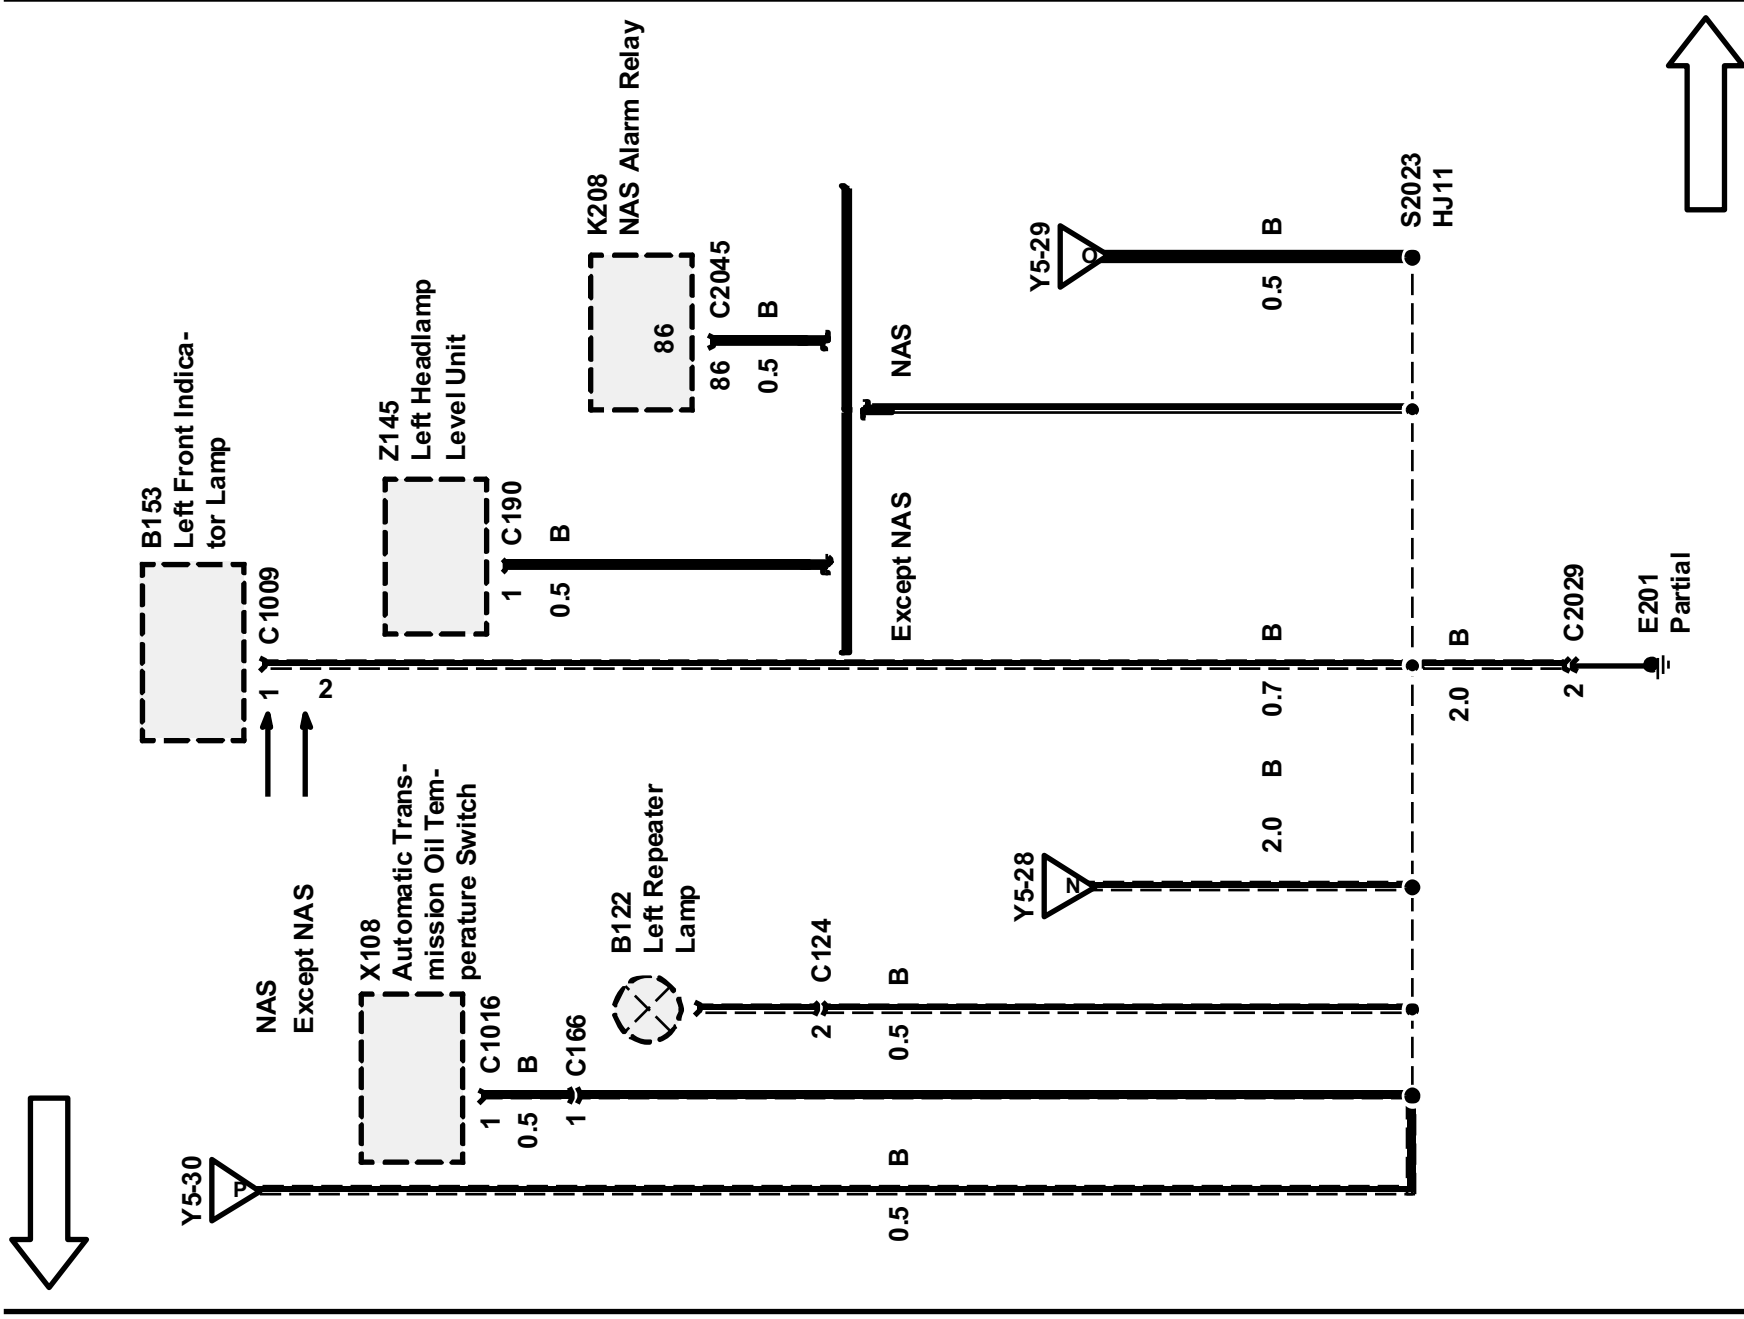 Y5-30
P
NAS
Except NAS
X108
Automatic Trans-
mission Oil Tem-
perature Switch
1 C1016
0.5 B
1 C166
0.5 B
B153
Left Front Indica-
tor Lamp
1 C1009
2
B122
Left Repeater
Lamp
2 C124
0.5 B
Y5-28
N
2.0 B
Z145
Left Headlamp
Level Unit
1 C190
0.5 B
K208
NAS Alarm Relay
86
86 C2045
0.5 B
Except NAS
NAS
0.7 B
Y5-29
O
0.5 B
S2023
HJ11
2.0 B
2 C2029
E201
Partial